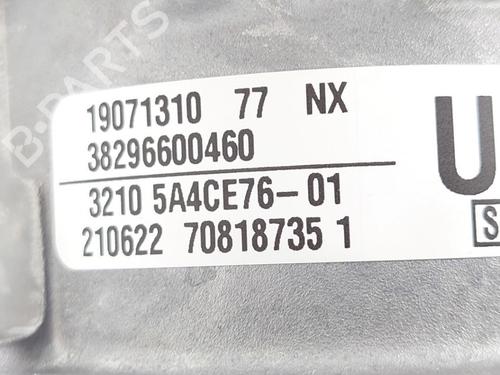 B-PARTS
19071310 77 NX
38296600460
3210 5A4CE76-01
210622 70818735 1
U
S